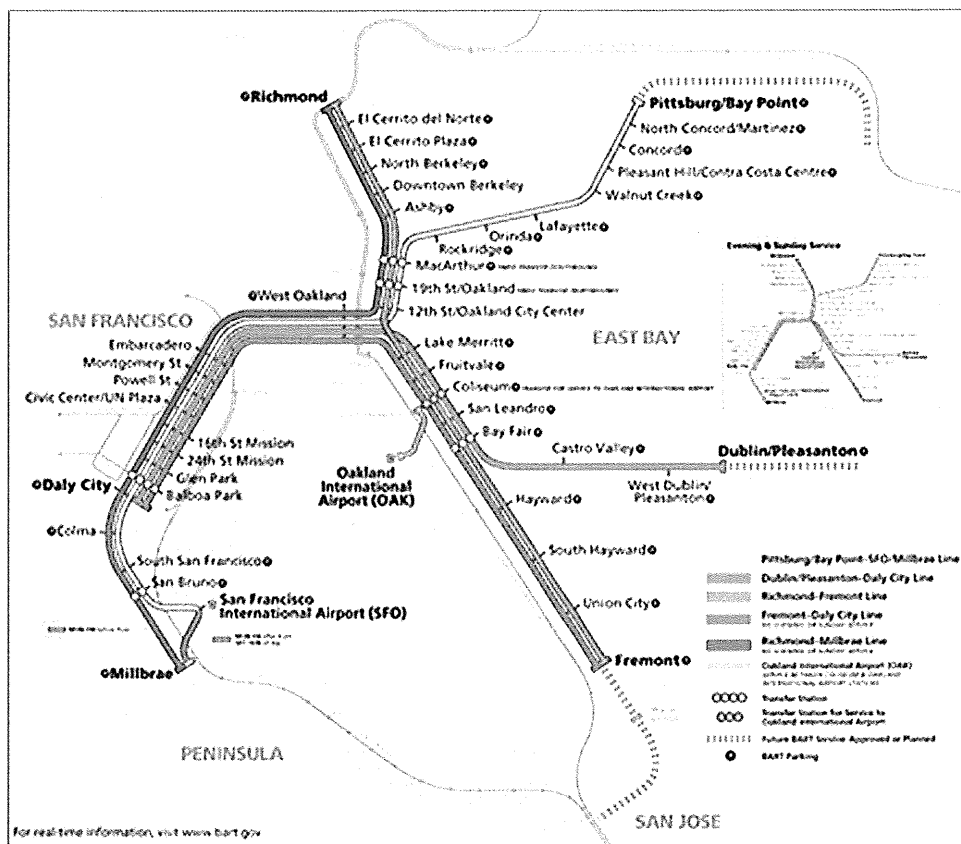 Richmond
El Cerrito del Norte
El Cerrito Plaza
North Berkeley
Downtown Berkeley
Ashby
Pittsburg/Bay Point
North Concord/Martinez
Concord
Pleasant Hill/Contra Costa Centre
Walnut Creek
Lafayette
Orinda
Rockridge
MacArthur
19th St/Oakland
12th St/Oakland City Center
West Oakland
SAN FRANCISCO
EAST BAY
Evening & Sunday Service
Embarcadero
Montgomery St
Powell St
Civic Center/UN Plaza
16th St Mission
24th St Mission
Glen Park
Balboa Park
Daly City
Colma
South San Francisco
San Bruno
San Francisco
International Airport (SFO)
Millbrae
Lake Merritt
Fruitvale
Coliseum
San Leandro
Bay Fair
Oakland
International
Airport (OAK)
Castro Valley
Dublin/Pleasanton
West Dublin/
Pleasanton
Hayward
South Hayward
Union City
Fremont
Pittsburg/Bay Point-SFO/Millbrae Line
Dublin/Pleasanton-Daly City Line
Richmond-Fremont Line
Fremont-Daly City Line
Richmond-Millbrae Line
Oakland International Airport (OAK)
Transfer Station
Transfer Station for Service to
Oakland International Airport
Future BART Service Approved or Planned
BART Parking
PENINSULA
SAN JOSE
For real-time information, visit www.bart.gov